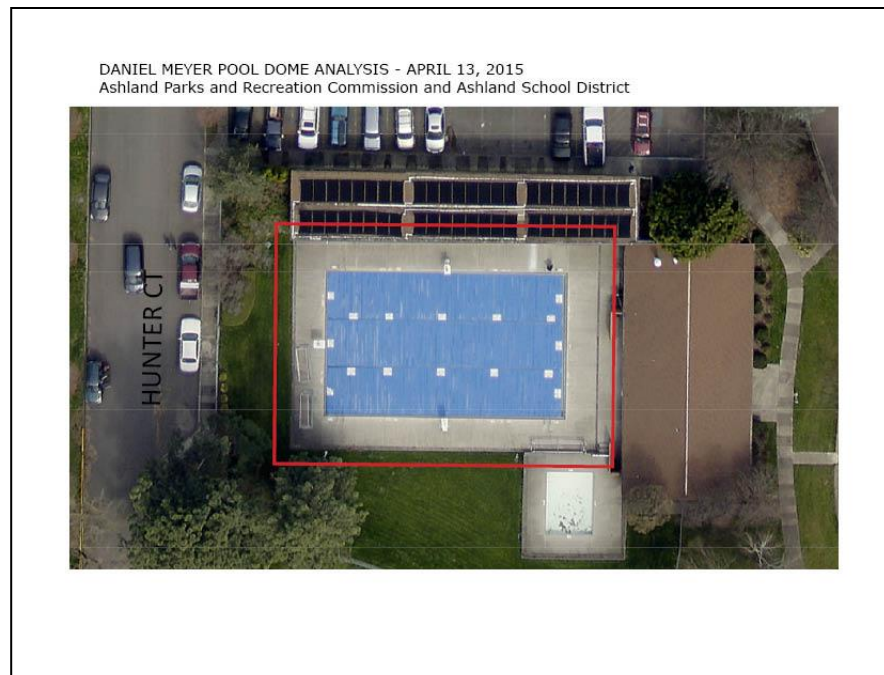 DANIEL MEYER POOL DOME ANALYSIS - APRIL 13, 2015
Ashland Parks and Recreation Commission and Ashland School District
HUNTER CT